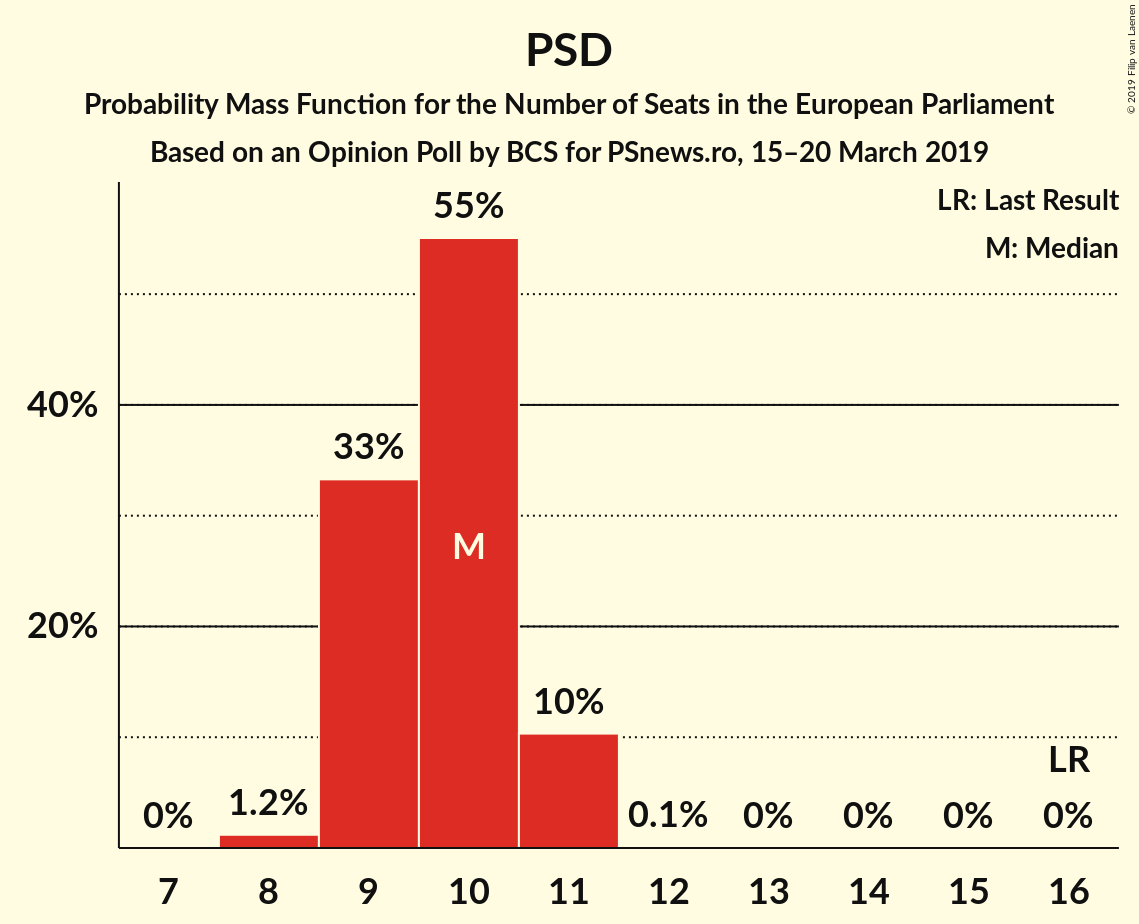 PSD
Probability Mass Function for the Number of Seats in the European Parliament
Based on an Opinion Poll by BCS for PSnews.ro, 15–20 March 2019
© 2019 Filip van Laenen
LR: Last Result
M: Median
55%
40%
33%
M
20%
10%
LR
0%
1.2%
0.1%
0%
0%
0%
0%
7
8
9
10
11
12
13
14
15
16